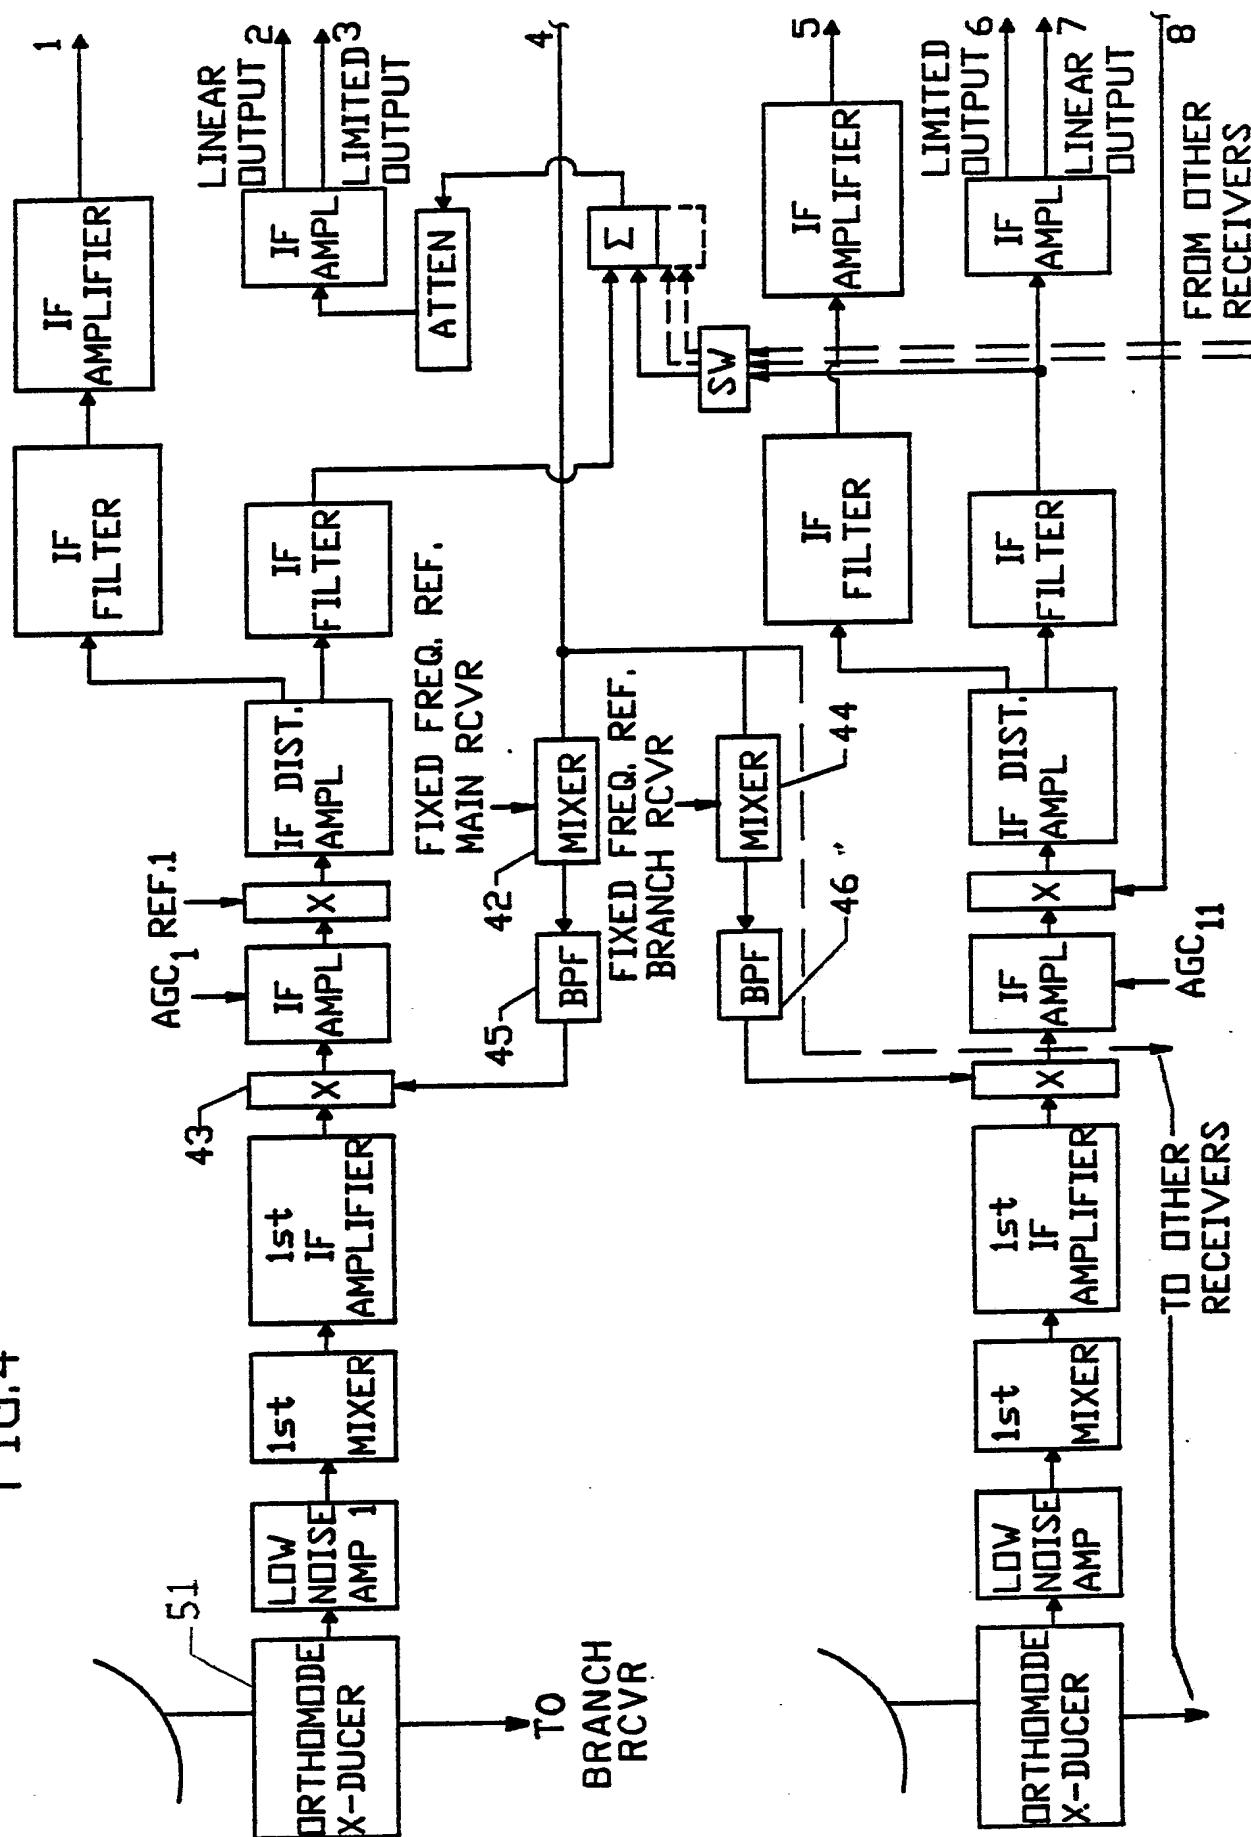 FIG.4
1
IF
AMPLIFIER
IF
FILTER
LINEAR
OUTPUT 2
3
LIMITED
OUTPUT
IF
AMPL
ATTEN
IF
FILTER
IF DIST.
AMPL
REF.1
X
AGC1
IF
AMPL
X
43
1st
IF
AMPLIFIER
1st
MIXER
LOW
NOISE
AMP 1
51
ORTHOMODE
X-DUCER
TO
BRANCH
RCVR
4
Σ
FIXED FREQ. REF.
MAIN RCVR
MIXER
42
BPF
45
FIXED FREQ. REF.
BRANCH RCVR
MIXER
44
BPF
46
SW
5
IF
AMPLIFIER
IF
FILTER
LIMITED
OUTPUT 6
7
LINEAR
OUTPUT
IF
AMPL
8
FROM OTHER
RECEIVERS
IF
FILTER
IF DIST.
AMPL
X
IF
AMPL
AGC11
X
1st
IF
AMPLIFIER
1st
MIXER
LOW
NOISE
AMP
ORTHOMODE
X-DUCER
TO OTHER
RECEIVERS